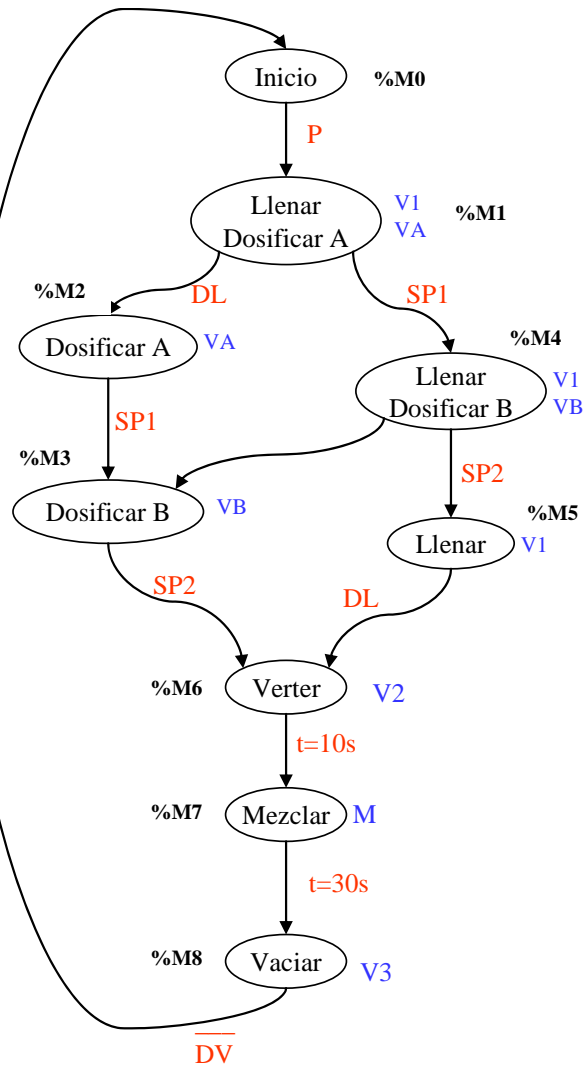 Inicio
%M0
P
Llenar
Dosificar A
V1
VA
%M1
DL
SP1
%M2
Dosificar A
VA
%M4
Llenar
Dosificar B
V1
VB
SP1
%M3
Dosificar B
VB
SP2
%M5
Llenar
V1
SP2
DL
%M6
Verter
V2
t=10s
%M7
Mezclar
M
t=30s
%M8
Vaciar
V3
D̅V̅